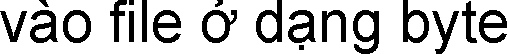 vào file ở dạng byte